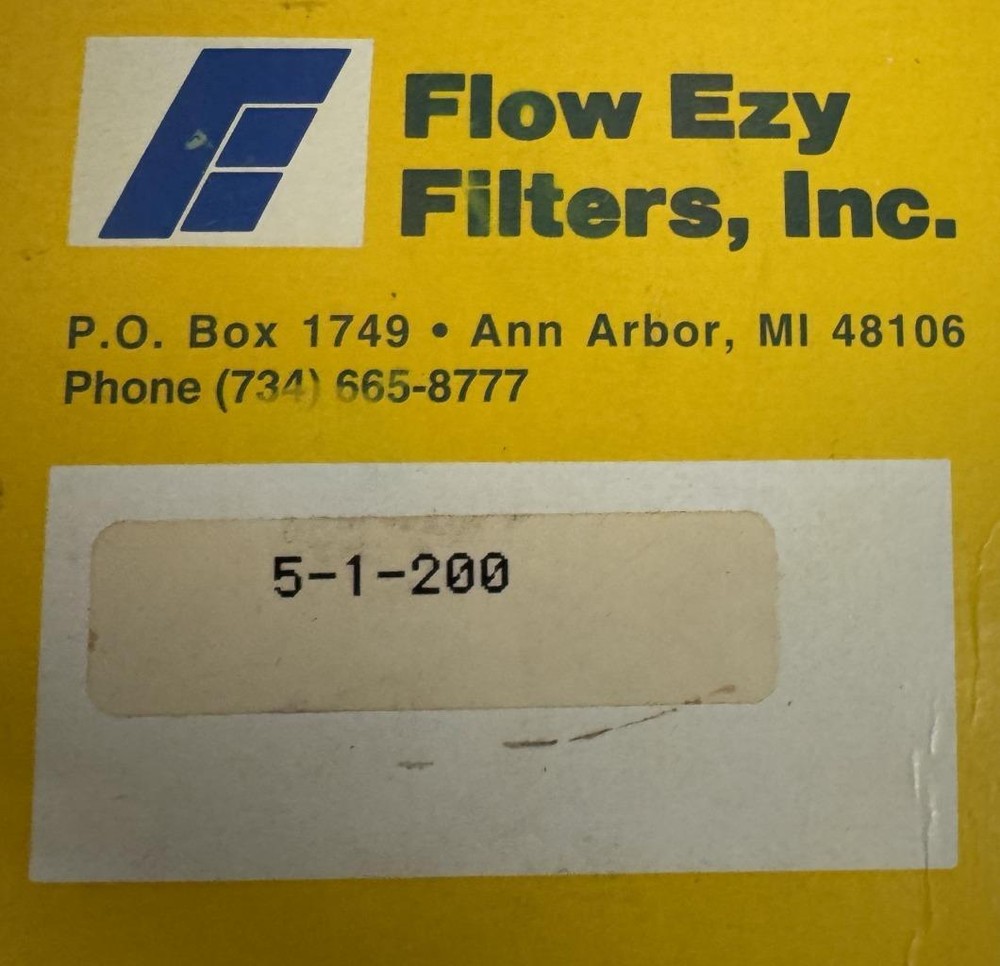 Flow Ezy
Filters, Inc.
P.O. Box 1749 • Ann Arbor, MI 48106
Phone (734) 665-8777
5-1-200